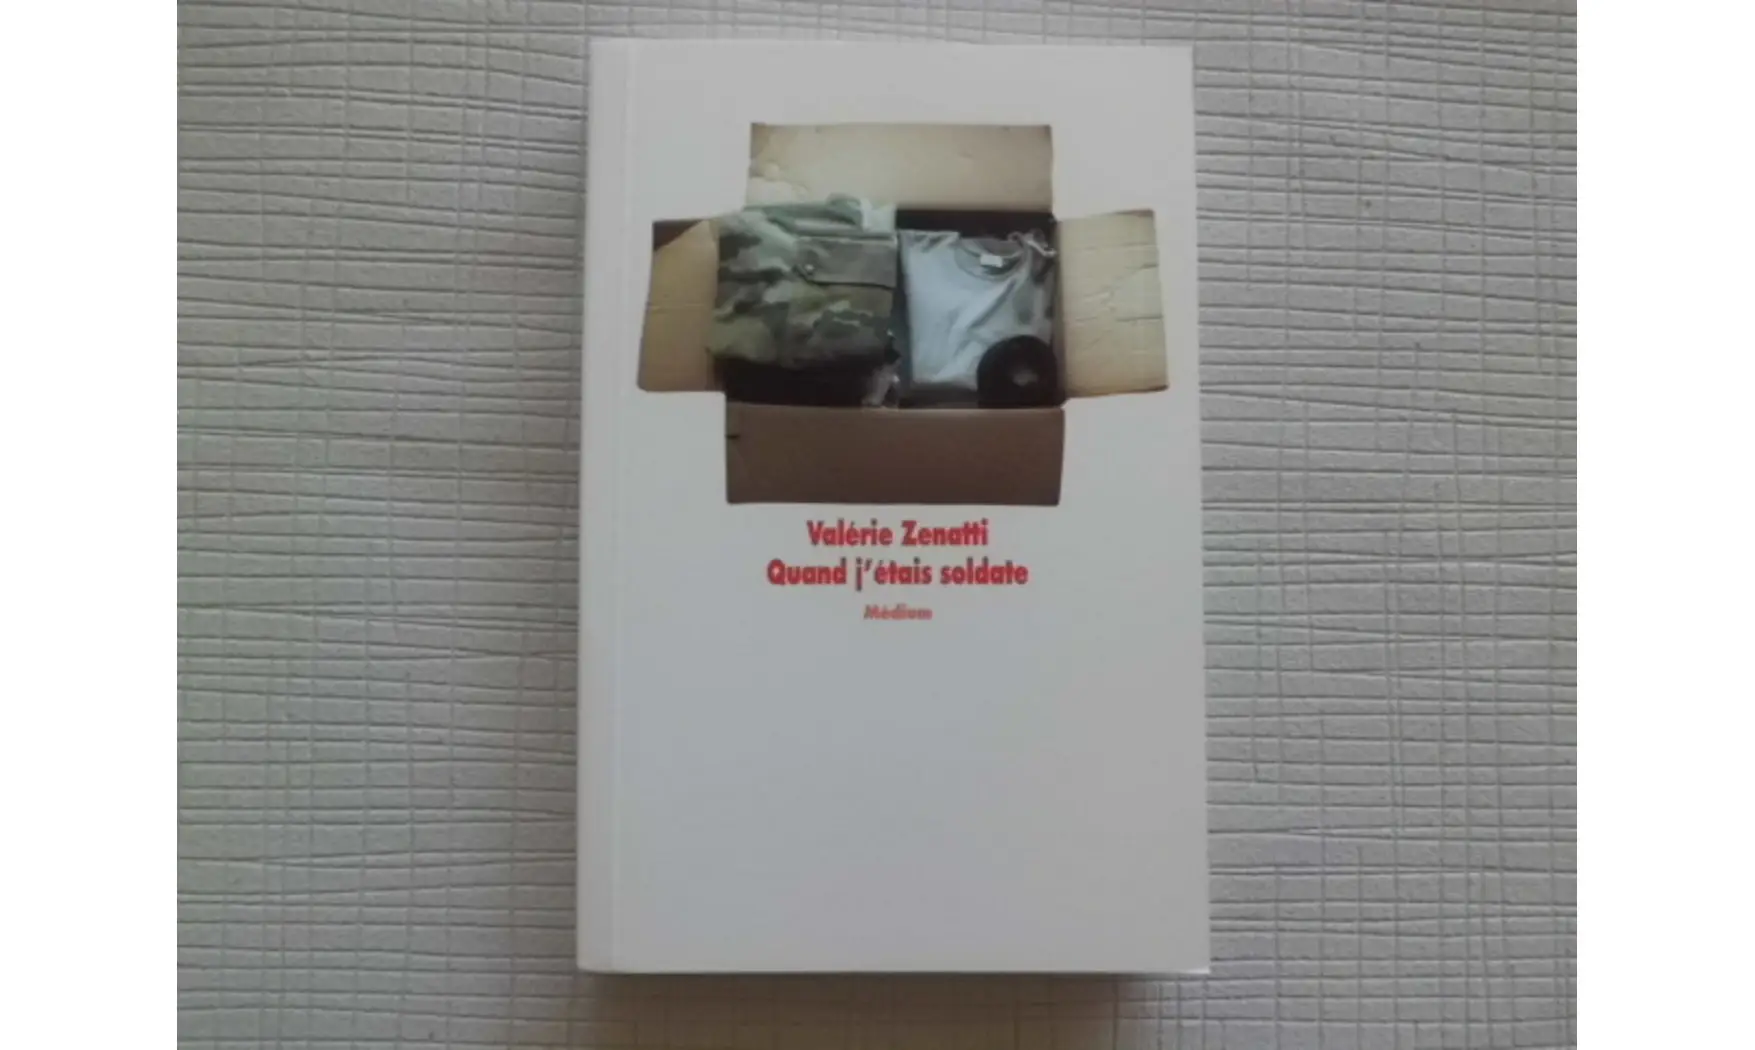 Valérie Zenatti
Quand j'étais soldate
Médium